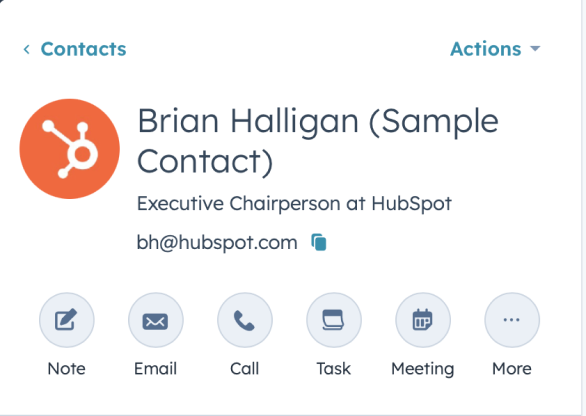 Contacts
Actions
Brian Halligan (Sample
Contact)
Executive Chairperson at HubSpot
bh@hubspot.com
Note Email Call Task Meeting More